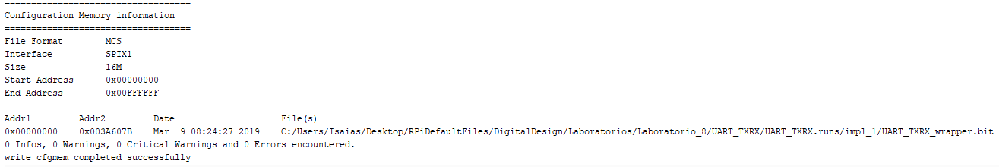 ===================================
Configuration Memory information
===================================
File Format        MCS
Interface          SPIX1
Size               16M
Start Address      0x00000000
End Address        0x00FFFFFF
Addr1         Addr2         Date                    File(s)
0x00000000    0x003A607B    Mar  9 08:24:27 2019    C:/Users/Isaias/Desktop/RPiDefaultFiles/DigitalDesign/Laboratorios/Laboratorio_8/UART_TXRX/UART_TXRX.runs/impl_1/UART_TXRX_wrapper.bit
0 Infos, 0 Warnings, 0 Critical Warnings and 0 Errors encountered.
write_cfgmem completed successfully